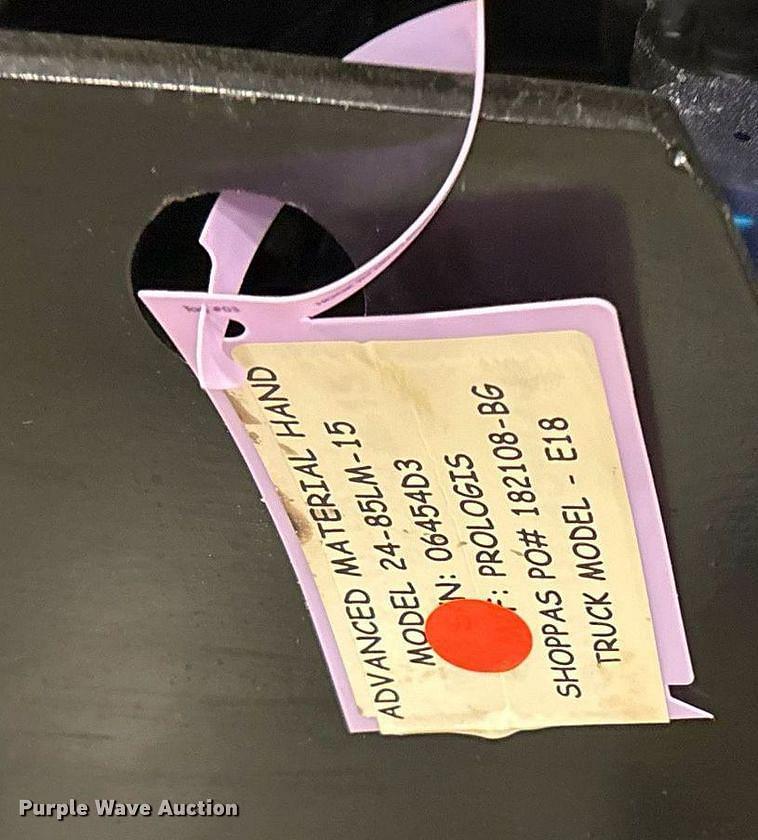 ADVANCED MATERIAL HAND
MODEL 24-85LM-15
N: 06454D3
F: PROLOGIS
SHOPPAS PO# 182108-BG
TRUCK MODEL - E18
Purple Wave Auction